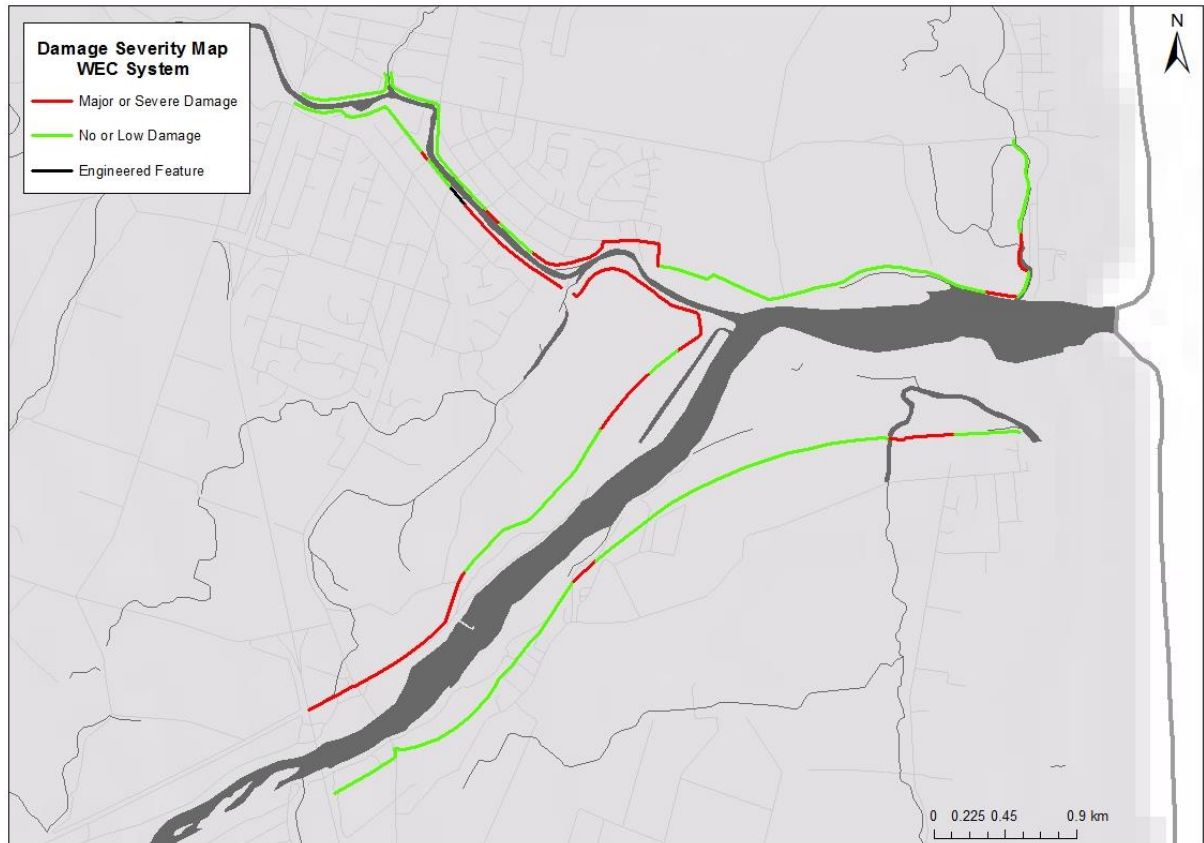 Damage Severity Map
WEC System
Major or Severe Damage
No or Low Damage
Engineered Feature
N
0 0.225 0.45 0.9 km